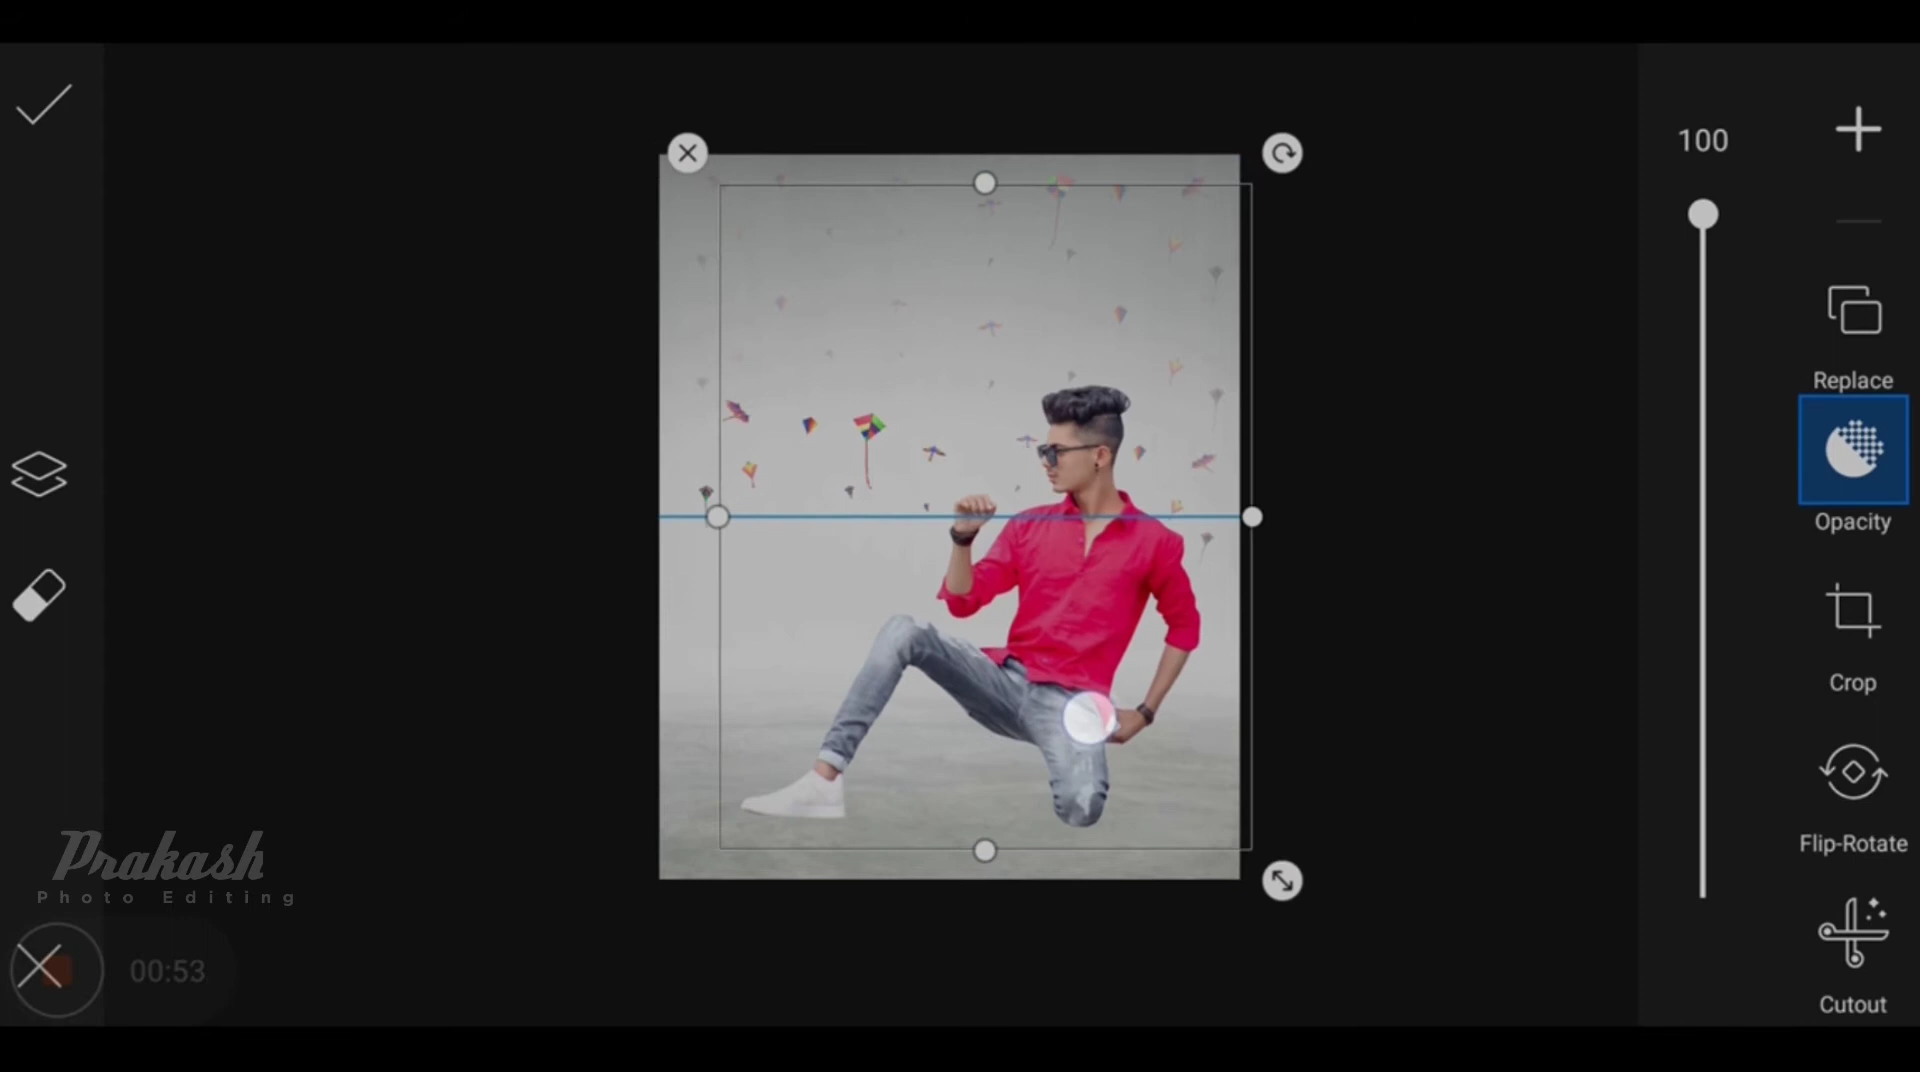 100
Replace
Opacity
Crop
Flip-Rotate
Cutout
Prakash
Photo Editing
00:53